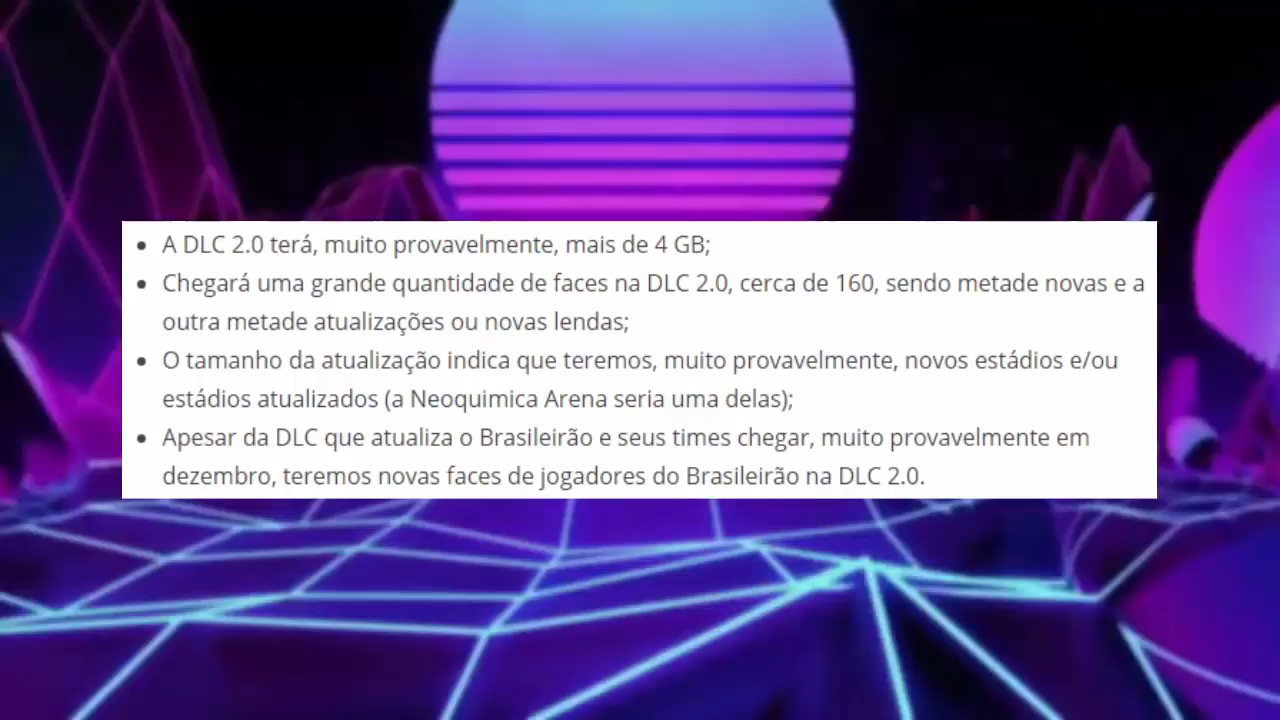 • A DLC 2.0 terá, muito provavelmente, mais de 4 GB;
• Chegará uma grande quantidade de faces na DLC 2.0, cerca de 160, sendo metade novas e a
outra metade atualizações ou novas lendas;
• O tamanho da atualização indica que teremos, muito provavelmente, novos estádios e/ou
estádios atualizados (a Neoquimica Arena seria uma delas);
• Apesar da DLC que atualiza o Brasileirão e seus times chegar, muito provavelmente em
dezembro, teremos novas faces de jogadores do Brasileirão na DLC 2.0.